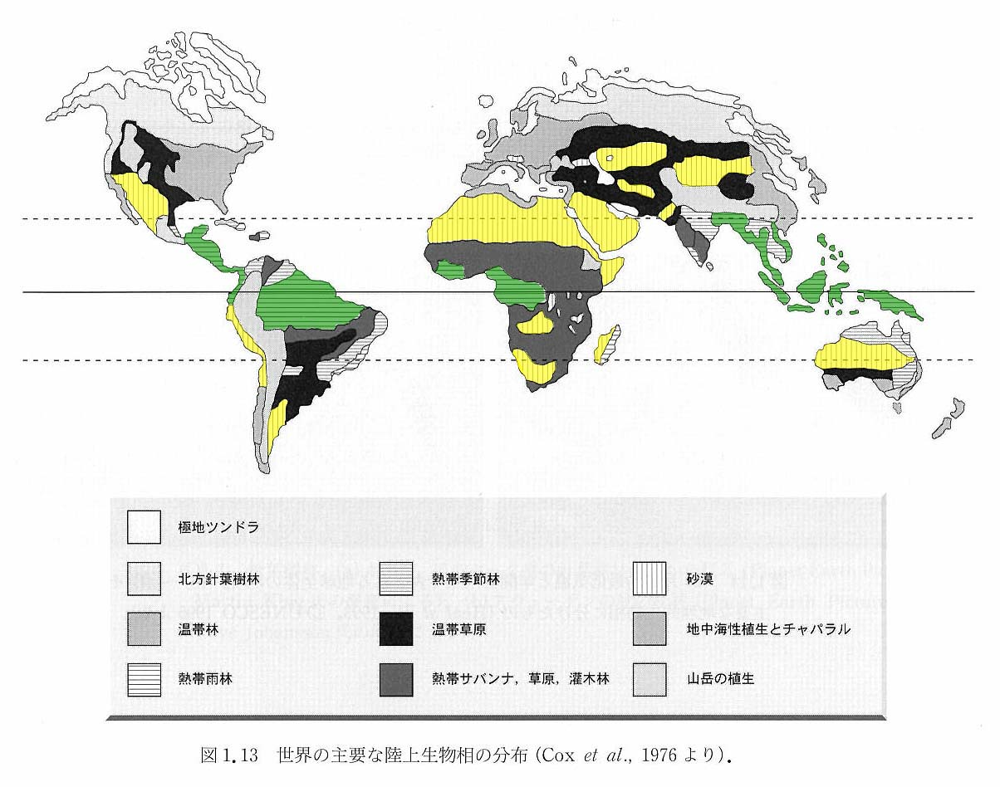 極地ツンドラ
北方針葉樹林
熱帯季節林
砂漠
温帯林
温帯草原
地中海性植生とチャパラル
熱帯雨林
熱帯サバンナ，草原，灌木林
山岳の植生
図1.13　世界の主要な陸上生物相の分布 (Cox et al., 1976 より).